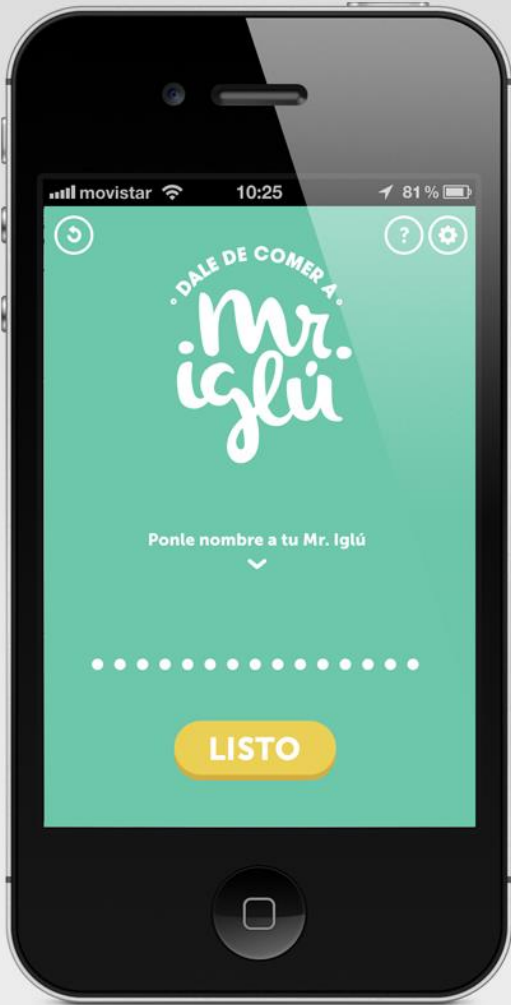 movistar 10:25 81 %
?
DALE DE COMER A
Mr.
iglú
Ponle nombre a tu Mr. Iglú
LISTO